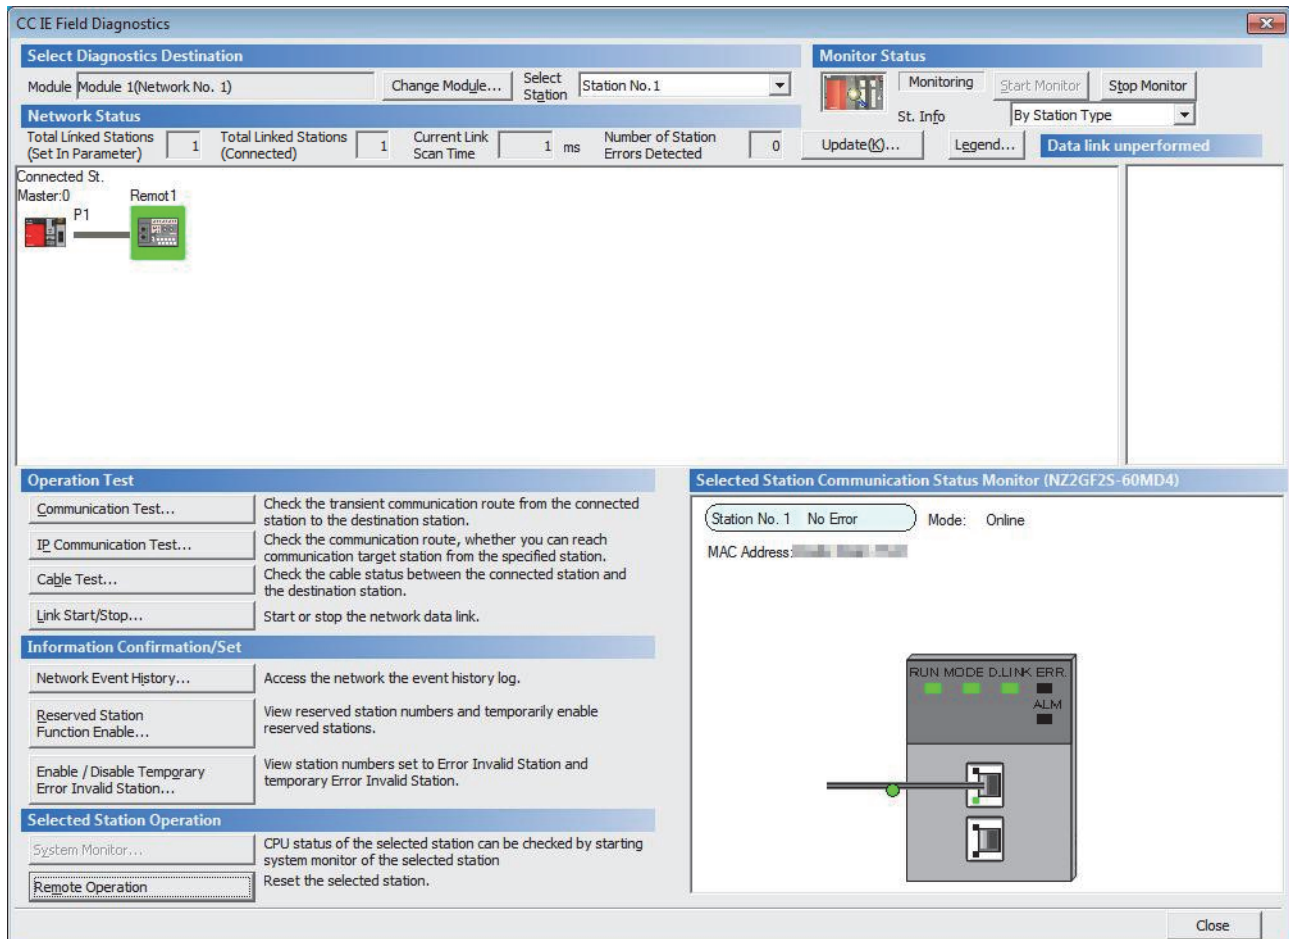 CC IE Field Diagnostics
Select Diagnostics Destination
Monitor Status
Module Module 1(Network No. 1)
Change Module...
Select
Station
Station No.1
Monitoring
Start Monitor
Stop Monitor
St. Info
By Station Type
Network Status
Total Linked Stations
(Set In Parameter)
1
Total Linked Stations
(Connected)
1
Current Link
Scan Time
1 ms
Number of Station
Errors Detected
0
Update(K)...
Legend...
Data link unperformed
Connected St.
Master:0
Remot1
P1
Operation Test
Communication Test...
Check the transient communication route from the connected
station to the destination station.
IP Communication Test...
Check the communication route, whether you can reach
communication target station from the specified station.
Cable Test...
Check the cable status between the connected station and
the destination station.
Link Start/Stop...
Start or stop the network data link.
Information Confirmation/Set
Network Event History...
Access the network the event history log.
Reserved Station
Function Enable...
View reserved station numbers and temporarily enable
reserved stations.
Enable / Disable Temporary
Error Invalid Station...
View station numbers set to Error Invalid Station and
temporary Error Invalid Station.
Selected Station Operation
System Monitor...
CPU status of the selected station can be checked by starting
system monitor of the selected station
Remote Operation
Reset the selected station.
Selected Station Communication Status Monitor (NZ2GF2S-60MD4)
Station No. 1 No Error
Mode: Online
MAC Address:
RUN MODE D.LINK ERR.
ALM
Close